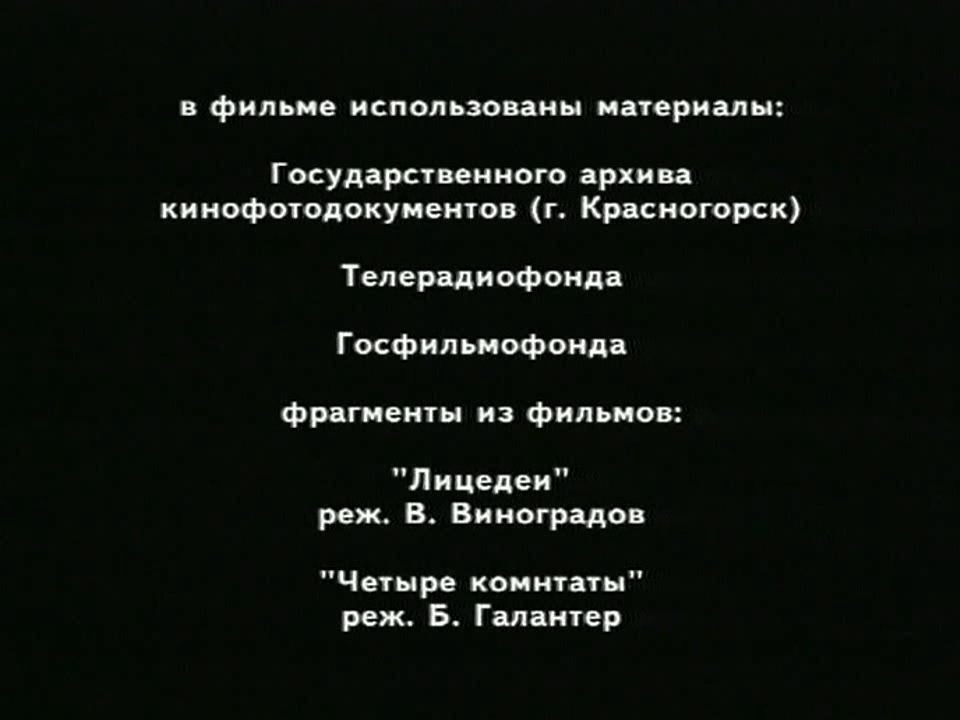 в фильме использованы материалы:
Государственного архива
кинофотодокументов (г. Красногорск)
Телерадиофонда
Госфильмофонда
фрагменты из фильмов:
"Лицедеи"
реж. В. Виноградов
"Четыре комнтаты"
реж. Б. Галантер